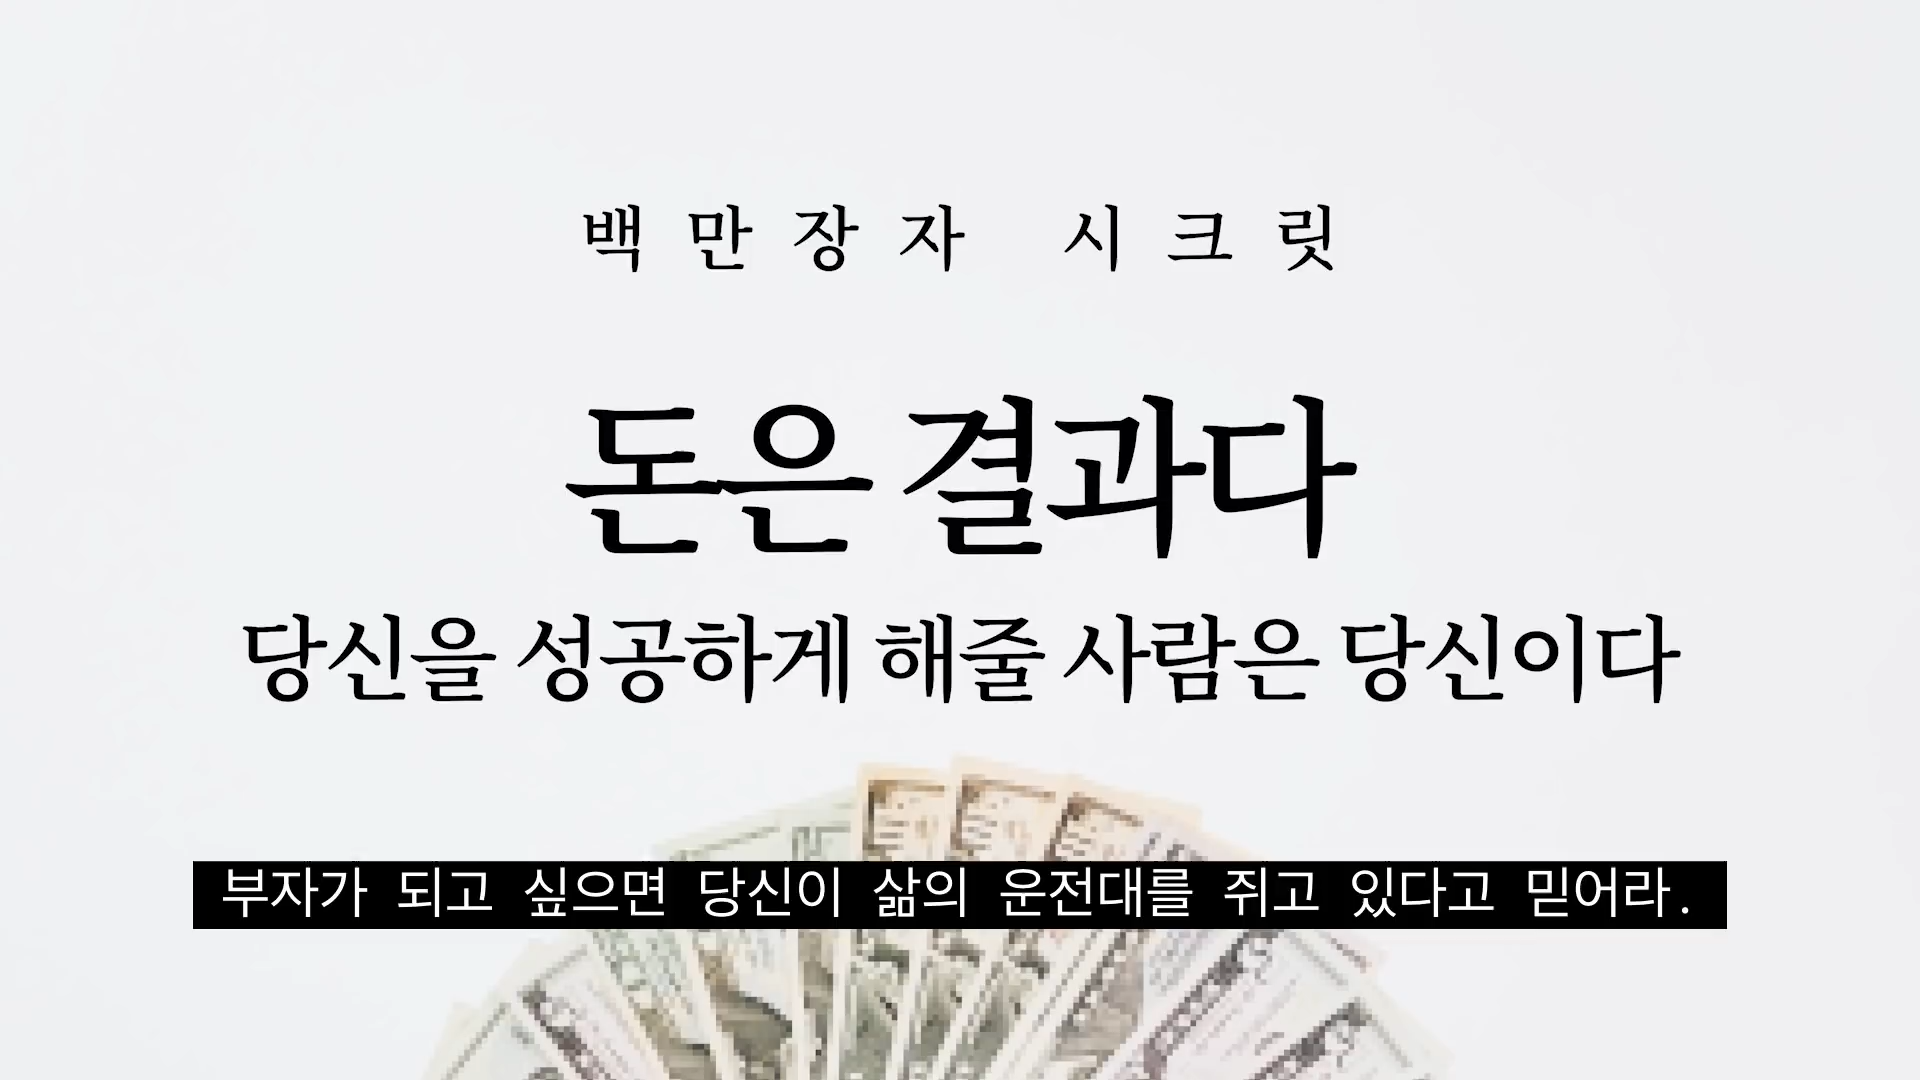 백만장자 시크릿
돈은 결과다
당신을 성공하게 해줄 사람은 당신이다
부자가 되고 싶으면 당신이 삶의 운전대를 쥐고 있다고 믿어라.